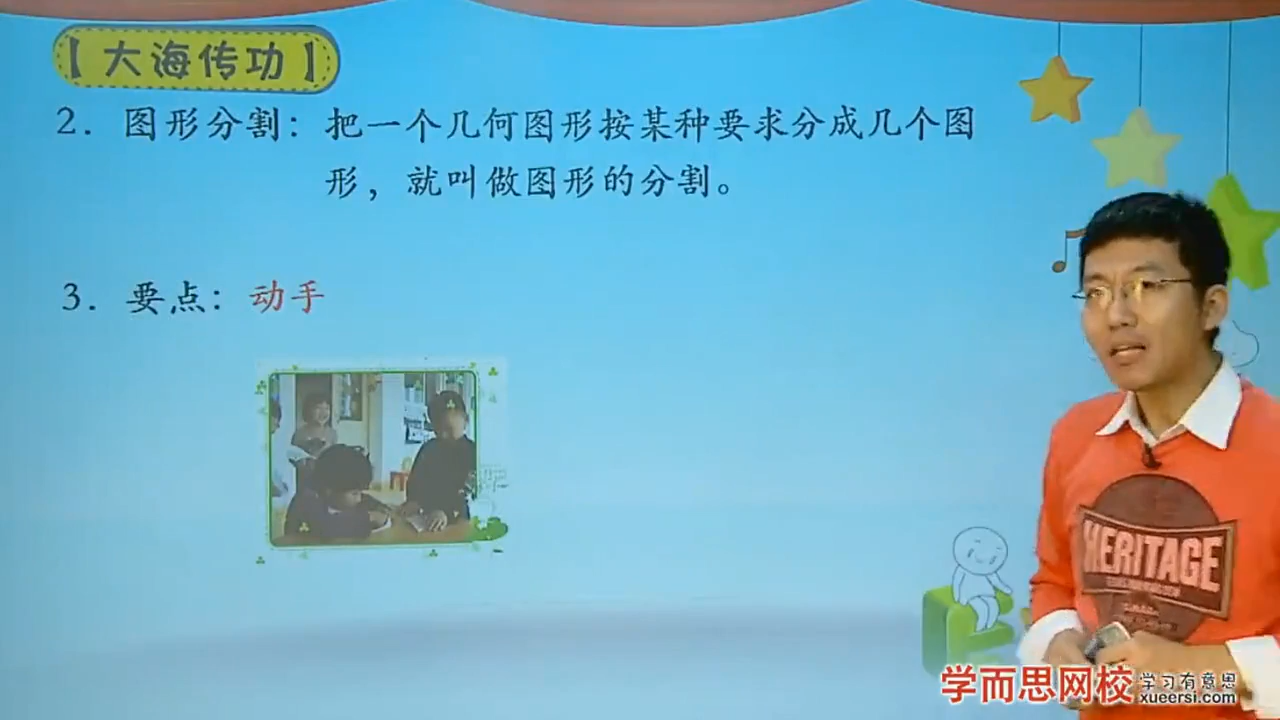 【大海传功】
2. 图形分割：把一个几何图形按某种要求分成几个图
形，就叫做图形的分割。
3. 要点：动手
HERITAGE
学而思网校
学习有意思
xueersi.com